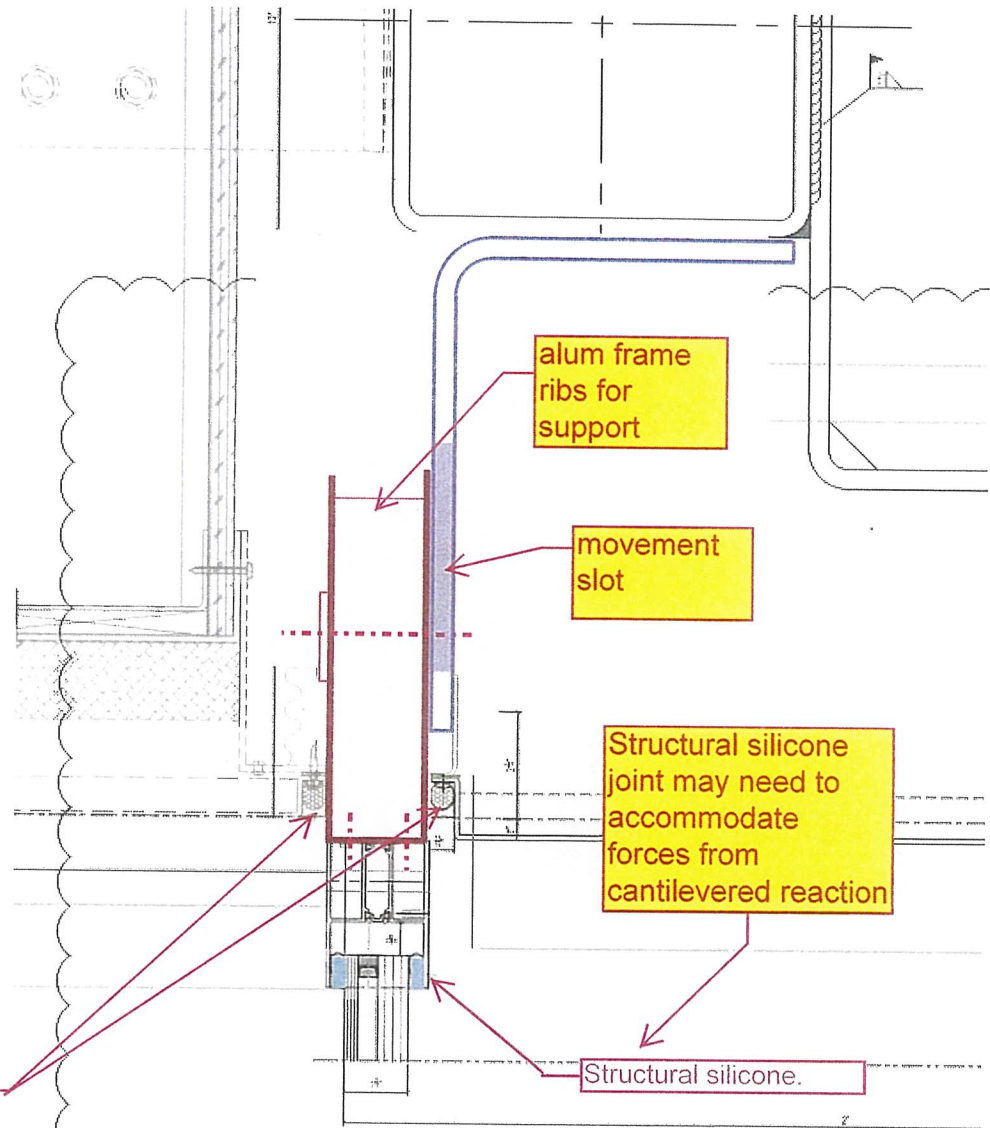 alum frame
ribs for
support
movement
slot
Structural silicone
joint may need to
accommodate
forces from
cantilevered reaction
Structural silicone.